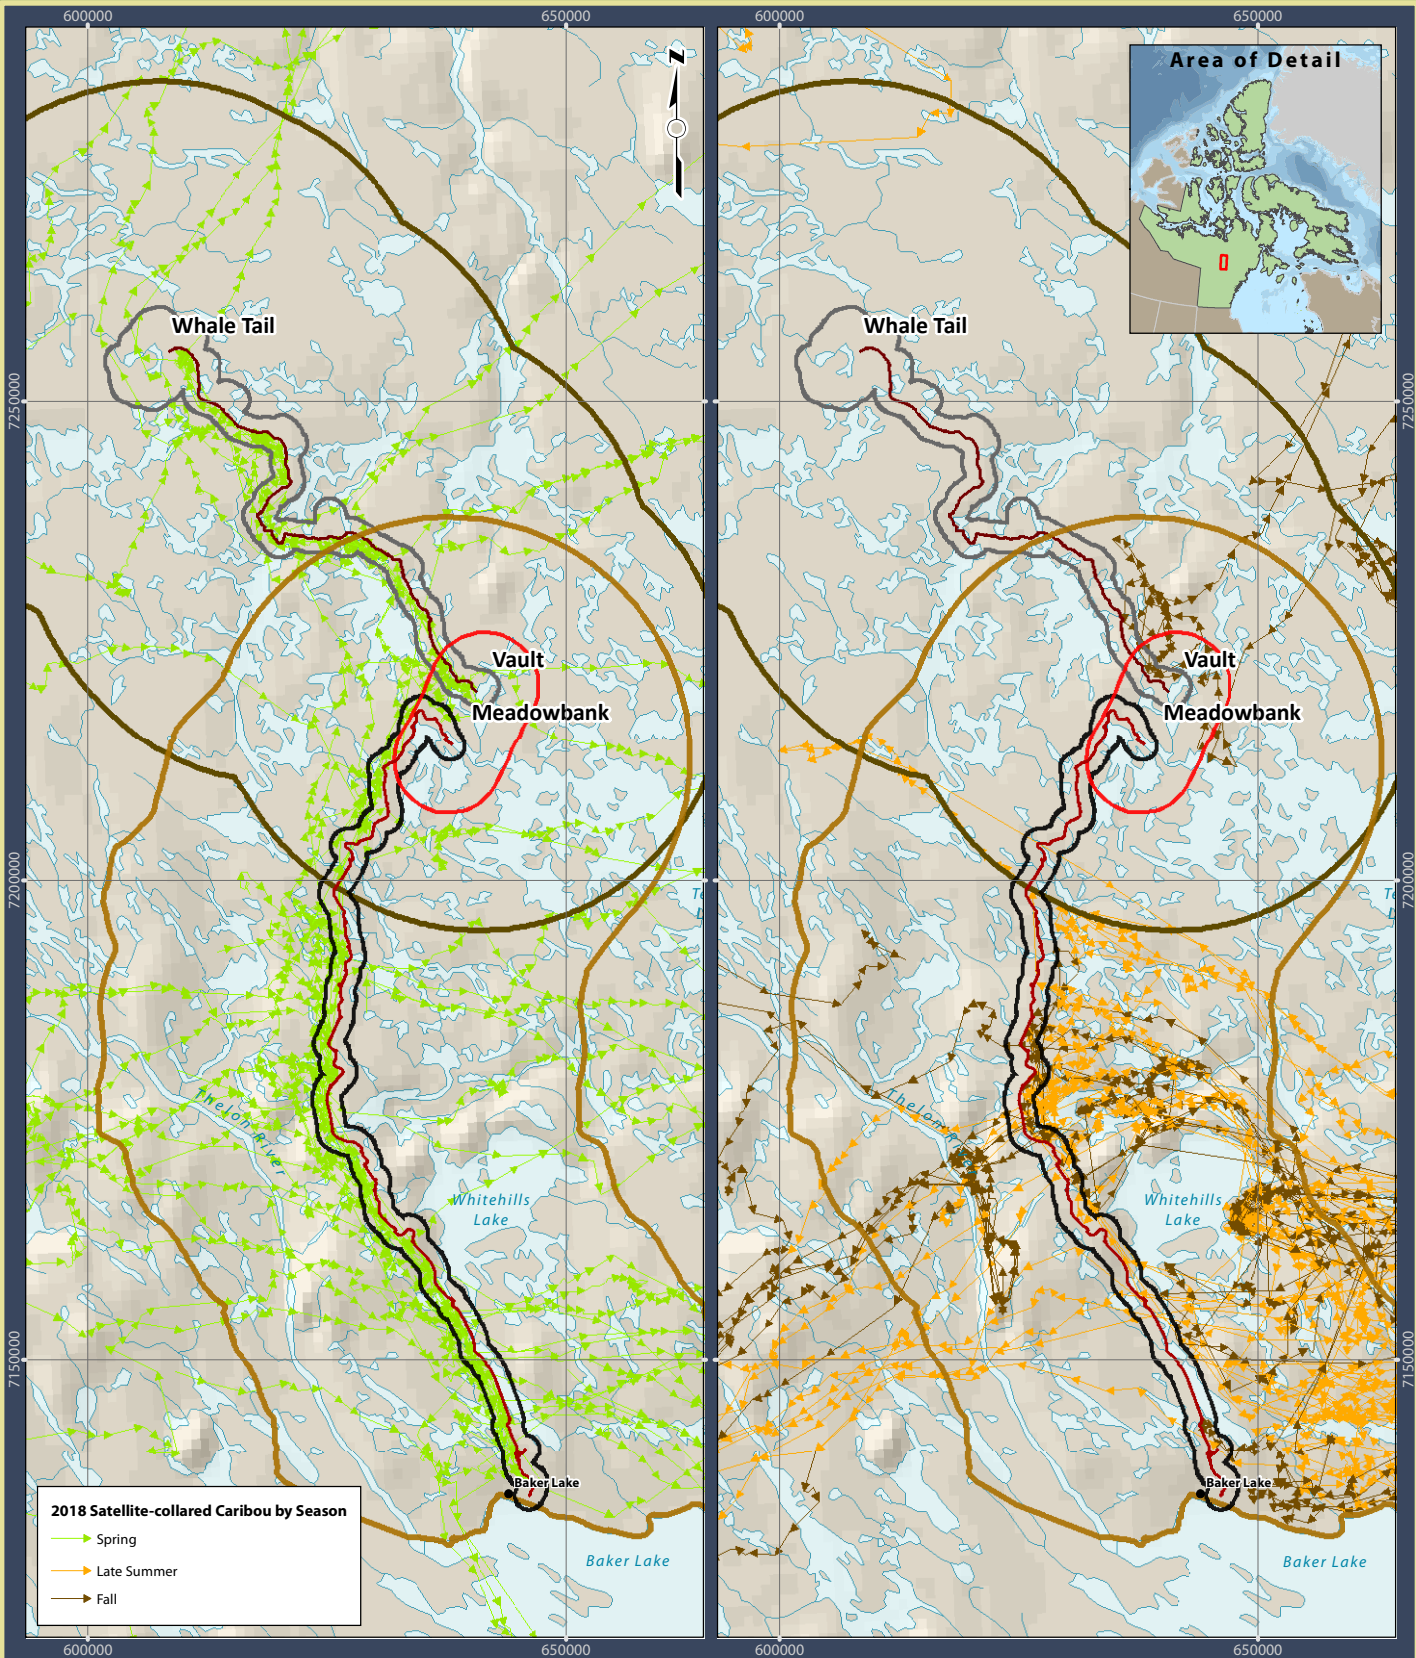 600000
650000
600000
650000
Area of Detail
N
Whale Tail
Whale Tail
7250000
7250000
Vault
Vault
Meadowbank
Meadowbank
7200000
7200000
Thelon River
Thelon
Whitehills
Lake
Whitehills
Lake
7150000
7150000
Baker Lake
Baker Lake
2018 Satellite-collared Caribou by Season
Spring
Late Summer
Fall
Baker Lake
Baker Lake
600000
650000
600000
650000